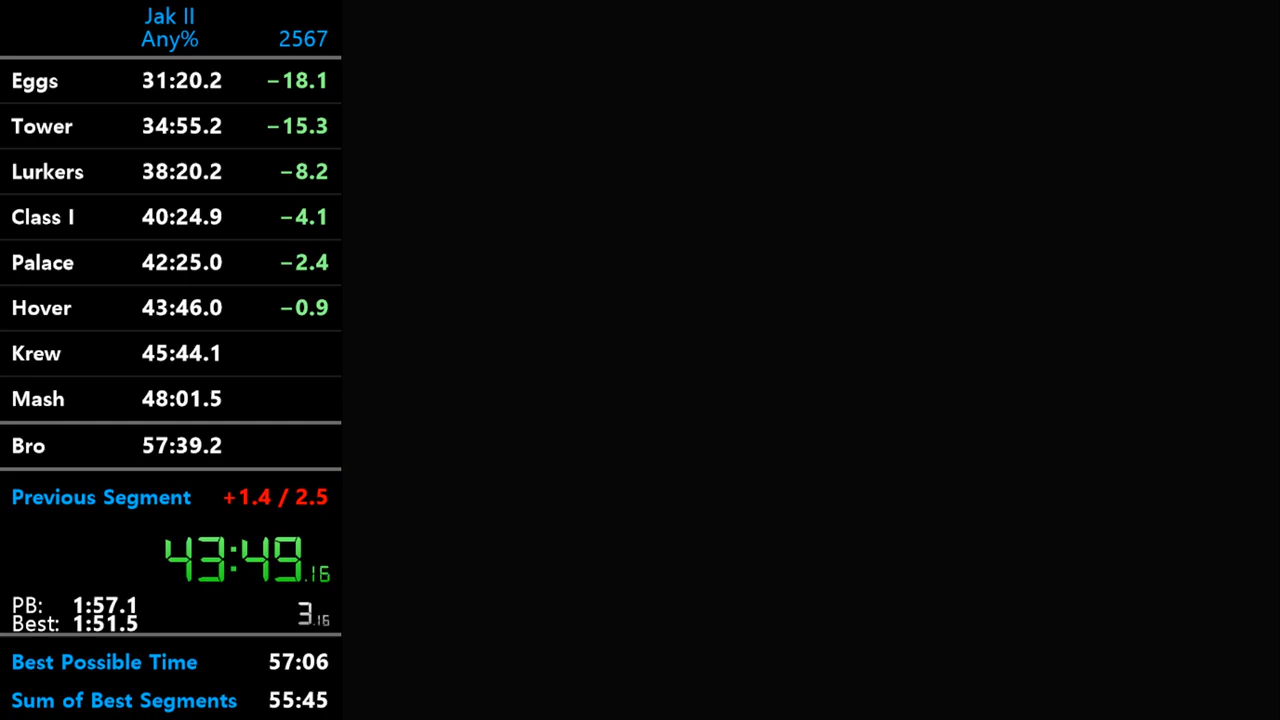 Jak II
Any% 2567
Eggs 31:20.2 −18.1
Tower 34:55.2 −15.3
Lurkers 38:20.2 −8.2
Class I 40:24.9 −4.1
Palace 42:25.0 −2.4
Hover 43:46.0 −0.9
Krew 45:44.1
Mash 48:01.5
Bro 57:39.2
Previous Segment +1.4 / 2.5
43:49.16
PB: 1:57.1
Best: 1:51.5 3.16
Best Possible Time 57:06
Sum of Best Segments 55:45